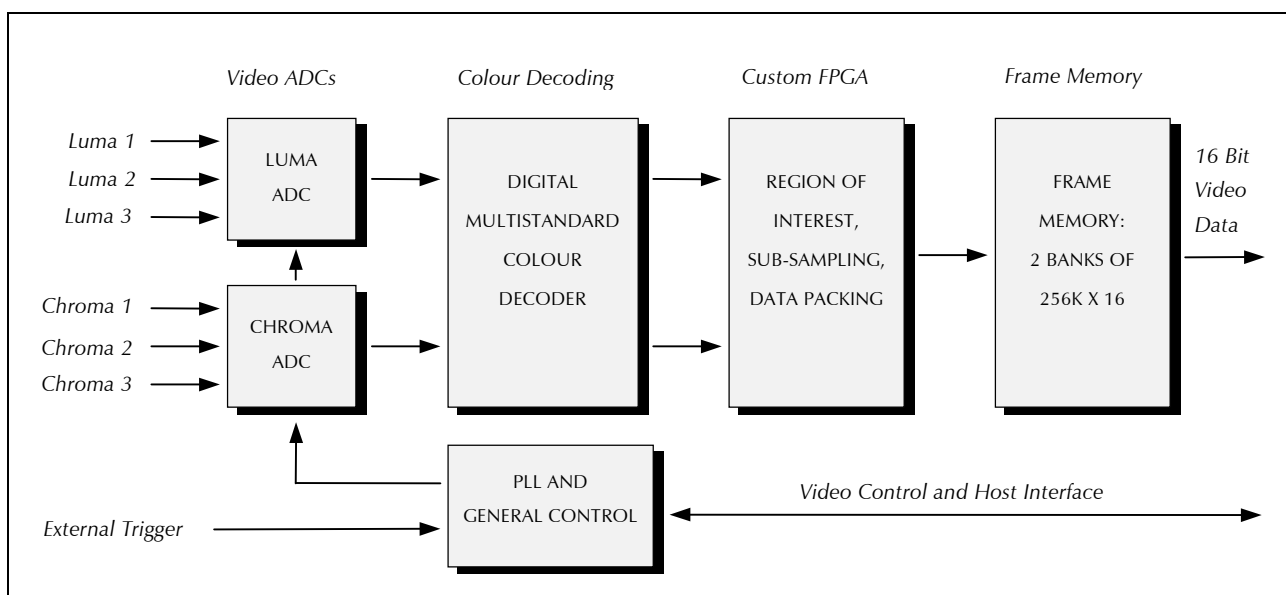 Video ADCs
Colour Decoding
Custom FPGA
Frame Memory
Luma 1
Luma 2
Luma 3
LUMA
ADC
Chroma 1
Chroma 2
Chroma 3
CHROMA
ADC
DIGITAL
MULTISTANDARD
COLOUR
DECODER
REGION OF
INTEREST,
SUB-SAMPLING,
DATA PACKING
FRAME
MEMORY:
2 BANKS OF
256K X 16
16 Bit
Video
Data
PLL AND
GENERAL CONTROL
External Trigger
Video Control and Host Interface